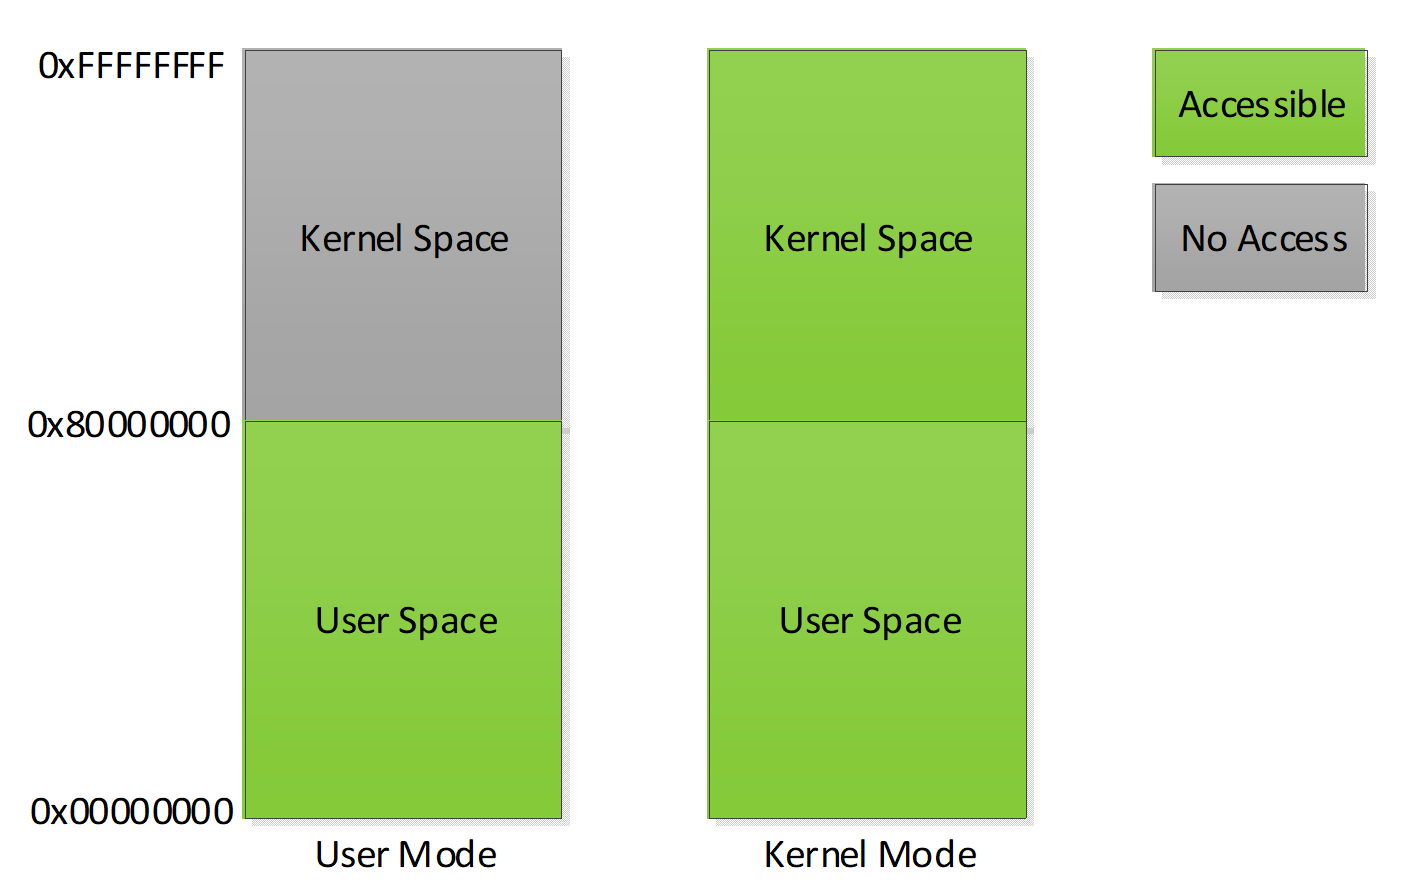 0xFFFFFFFF
Accessible
Kernel Space
Kernel Space
No Access
0x80000000
User Space
User Space
0x00000000
User Mode
Kernel Mode